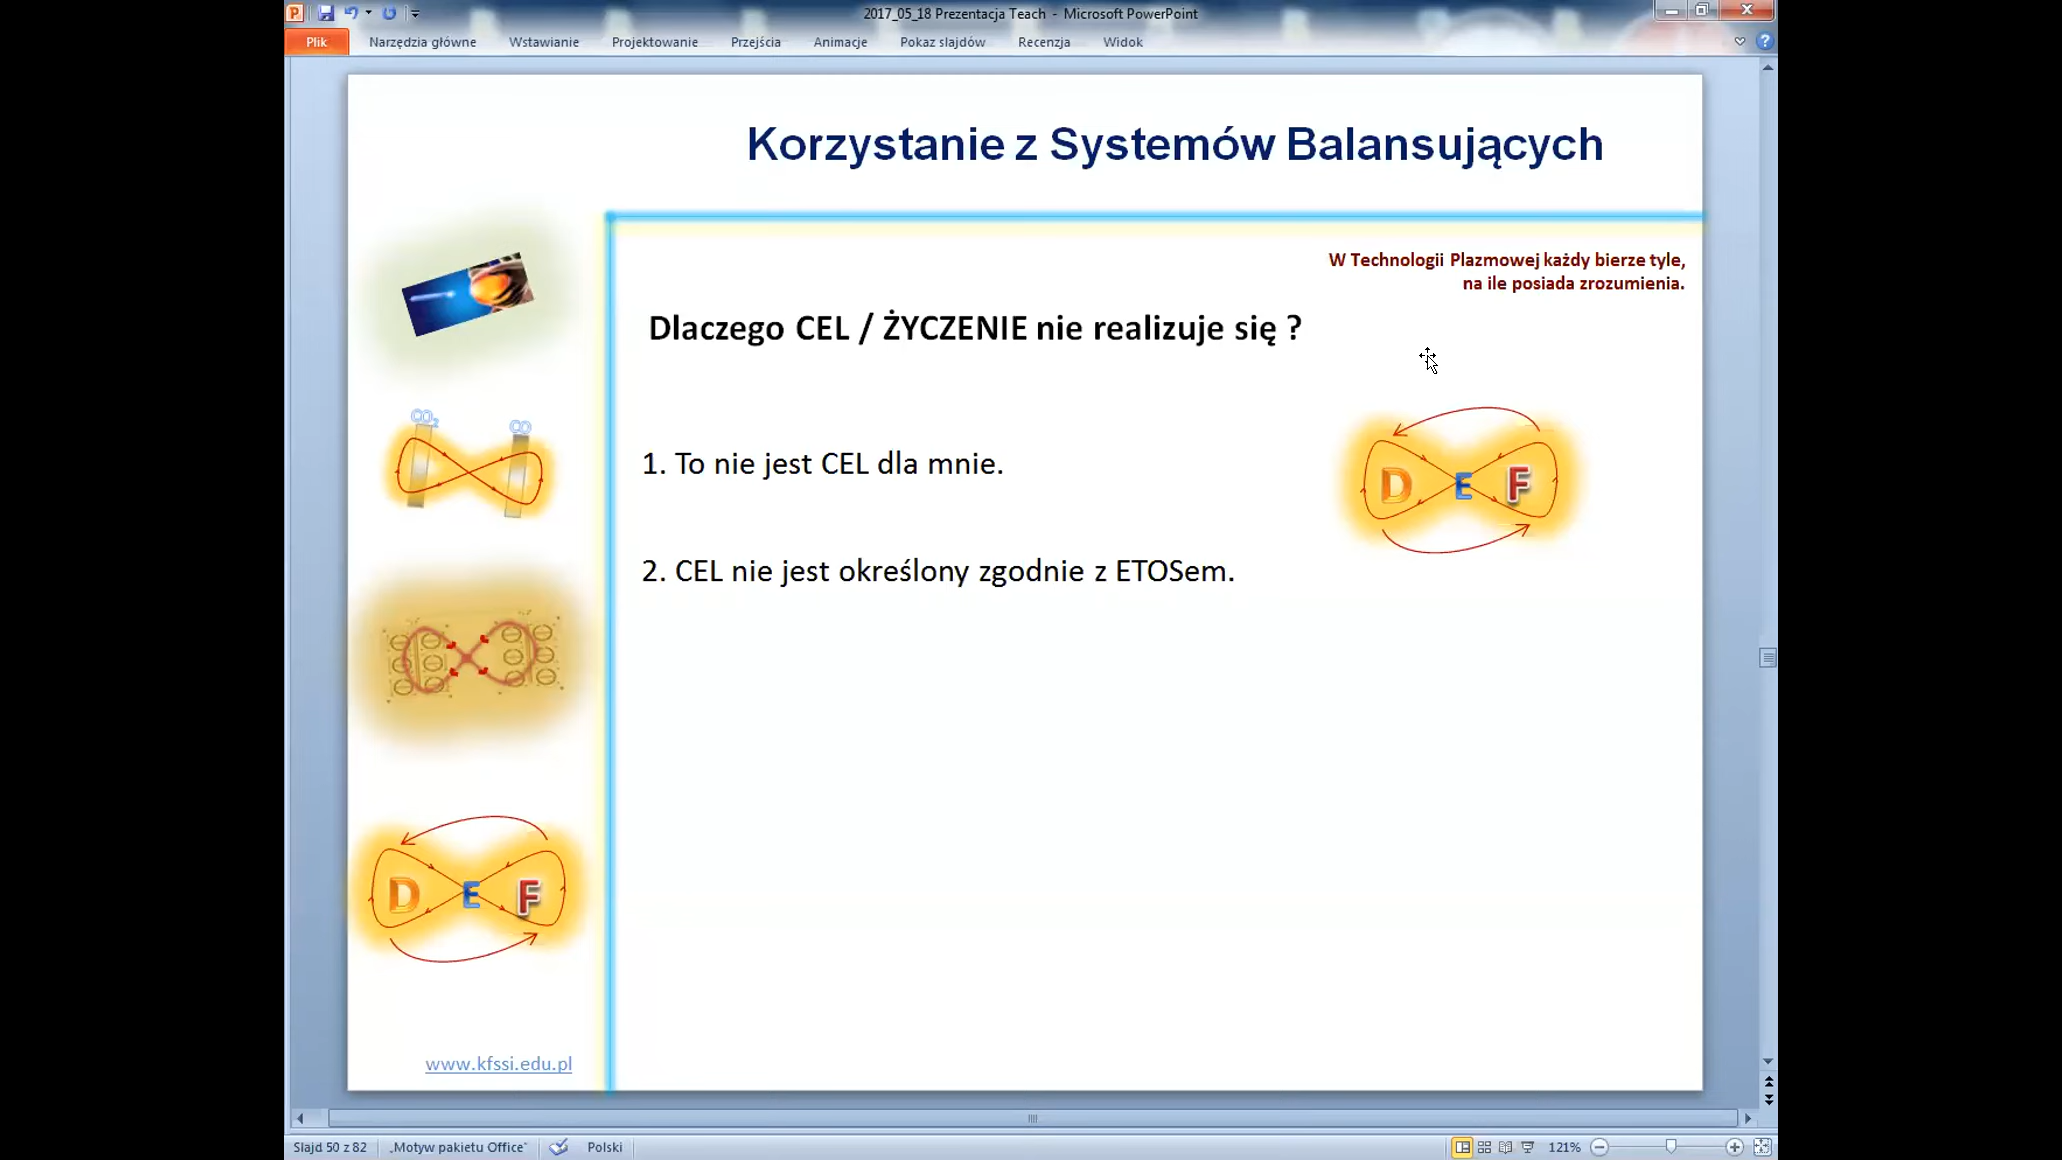 2017_05_18 Prezentacja Teach - Microsoft PowerPoint
Plik Narzędzia główne Wstawianie Projektowanie Przejścia Animacje Pokaz slajdów Recenzja Widok
Korzystanie z Systemów Balansujących
W Technologii Plazmowej każdy bierze tyle,
na ile posiada zrozumienia.
Dlaczego CEL / ŻYCZENIE nie realizuje się ?
CO₂ CO
1. To nie jest CEL dla mnie.
D E F
2. CEL nie jest określony zgodnie z ETOSem.
D E F
www.kfssi.edu.pl
Slajd 50 z 82 „Motyw pakietu Office" Polski 121%